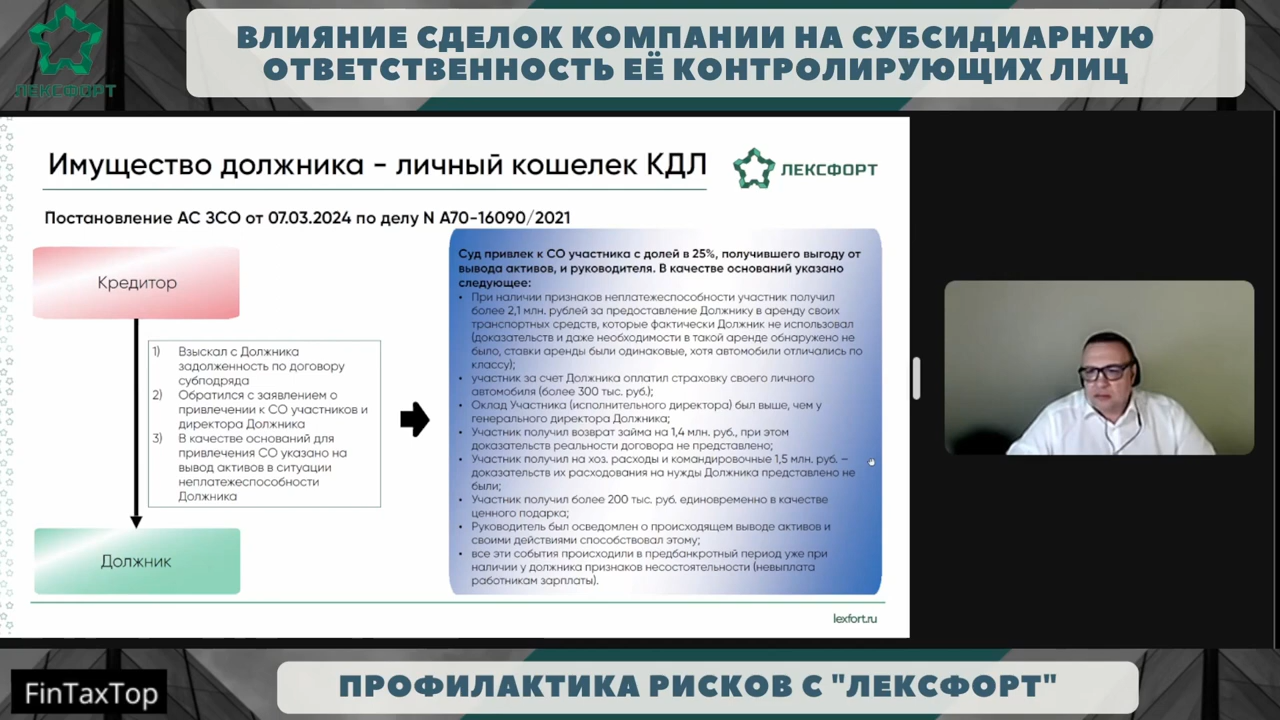 ВЛИЯНИЕ СДЕЛОК КОМПАНИИ НА СУБСИДИАРНУЮ
ОТВЕТСТВЕННОСТЬ ЕЁ КОНТРОЛИРУЮЩИХ ЛИЦ
ЛЕКСФОРТ
Имущество должника - личный кошелек КДЛ
ЛЕКСФОРТ
Постановление АС ЗСО от 07.03.2024 по делу N А70-16090/2021
Кредитор
1) Взыскал с Должника
задолженность по договору
субподряда
2) Обратился с заявлением о
привлечении к СО участников и
директора Должника
3) В качестве оснований для
привлечения СО указано на
вывод активов в ситуации
неплатежеспособности
Должника
Должник
Суд привлек к СО участника с долей в 25%, получившего выгоду от
вывода активов, и руководителя. В качестве оснований указано
следующее:
• При наличии признаков неплатежеспособности участник получил
более 2,1 млн. рублей за предоставление Должнику в аренду своих
транспортных средств, которые фактически Должник не использовал
(доказательств и даже необходимости в такой аренде обнаружено не
было, ставки аренды были одинаковые, хотя автомобили отличались по
классу);
• участник за счет Должника оплатил страховку своего личного
автомобиля (более 300 тыс. руб.);
• Оклад Участника (исполнительного директора) был выше, чем у
генерального директора Должника;
• Участник получил возврат займа на 1,4 млн. руб., при этом
доказательств реальности договора не представлено;
• Участник получил на хоз. расходы и командировочные 1,5 млн. руб. –
доказательств их расходования на нужды Должника представлено не
были;
• Участник получил более 200 тыс. руб. единовременно в качестве
ценного подарка;
• Руководитель был осведомлен о происходящем выводе активов и
своими действиями способствовал этому;
• все эти события происходили в предбанкротный период уже при
наличии у должника признаков несостоятельности (невыплата
работникам зарплаты).
lexfort.ru
FinTaxTop
ПРОФИЛАКТИКА РИСКОВ С "ЛЕКСФОРТ"